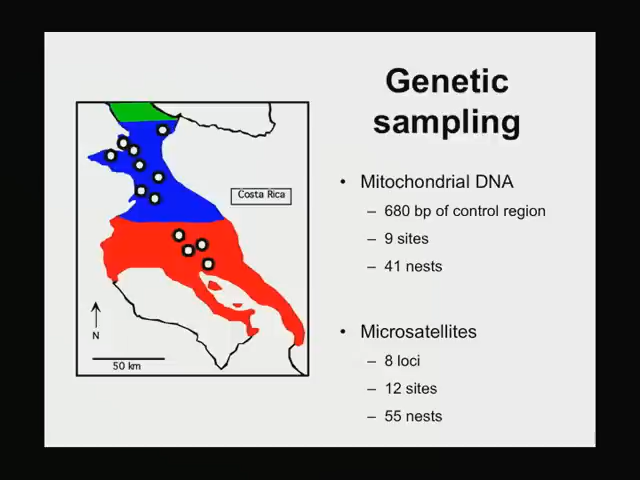 Genetic
sampling
Costa Rica
N
50 km
• Mitochondrial DNA
– 680 bp of control region
– 9 sites
– 41 nests
• Microsatellites
– 8 loci
– 12 sites
– 55 nests